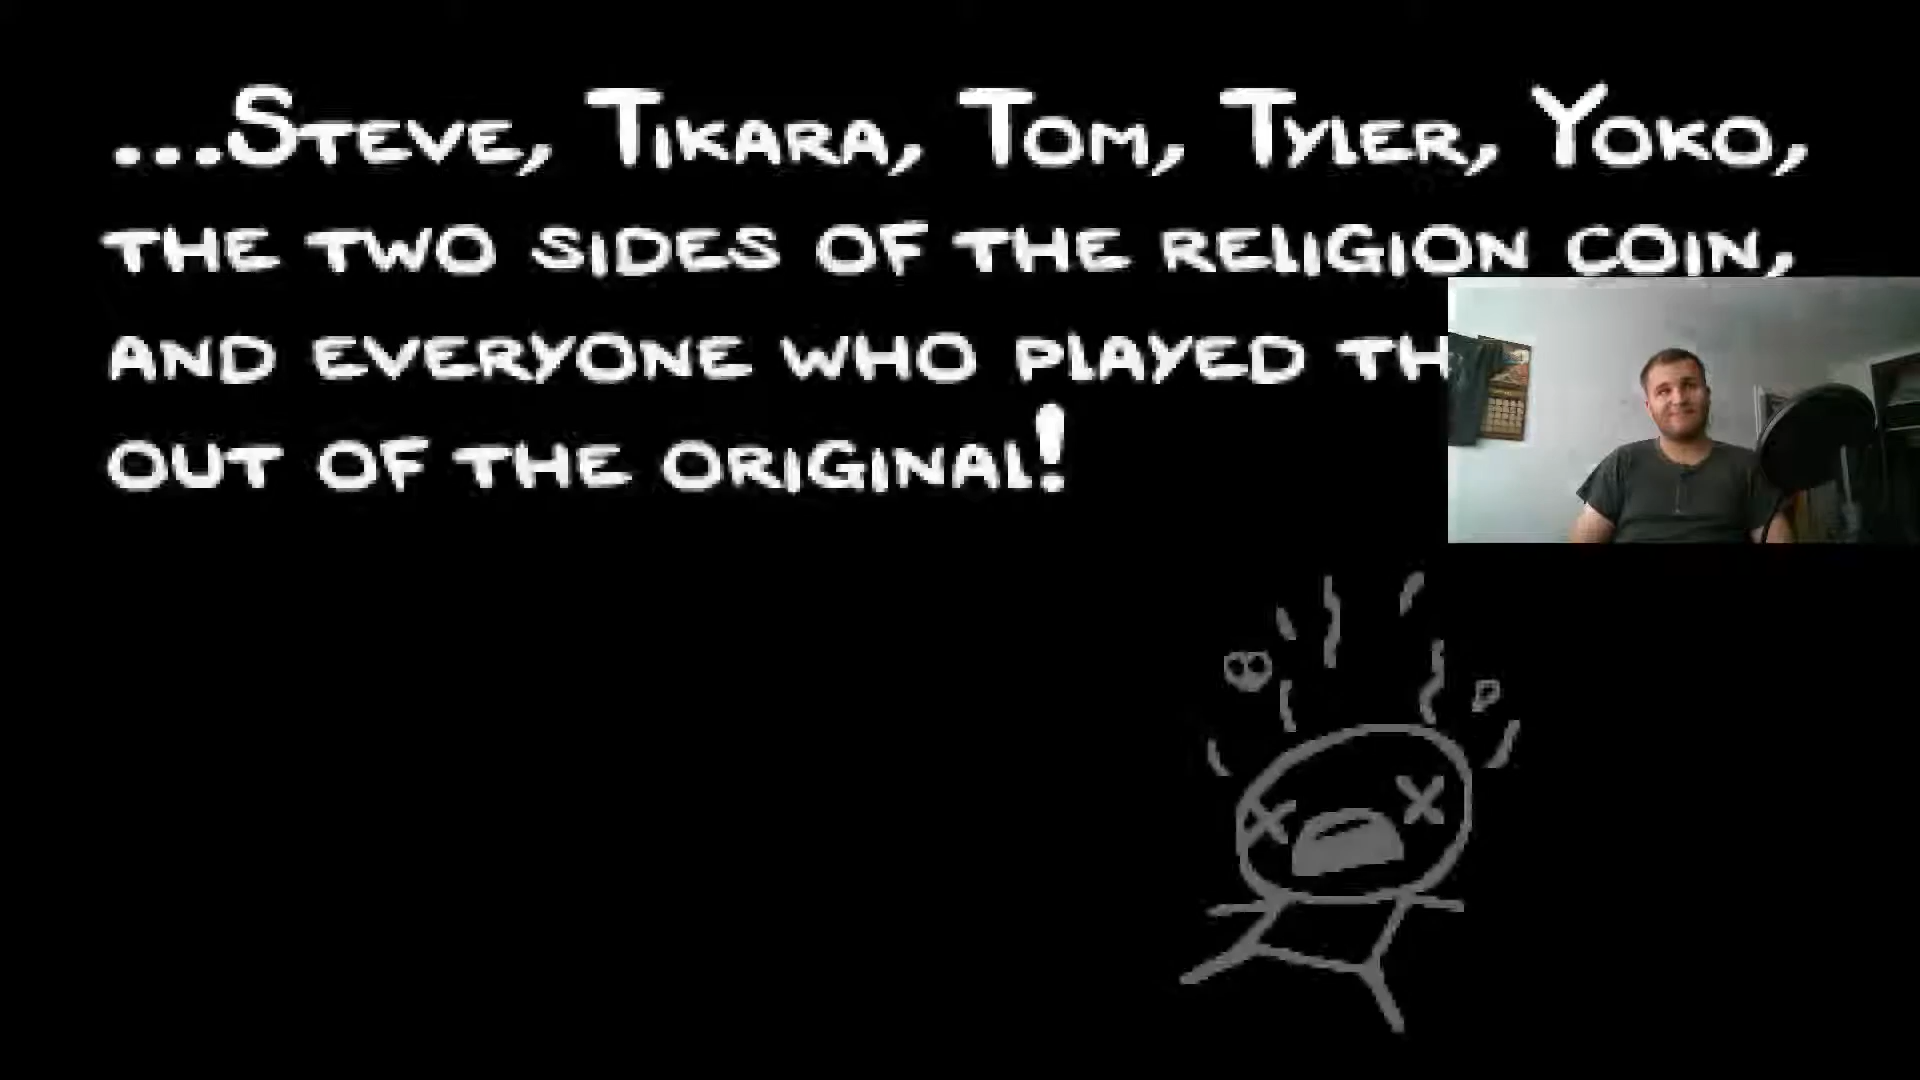 ...Steve, Tikara, Tom, Tyler, Yoko,
the two sides of the religion coin,
and everyone who played
out of the original!